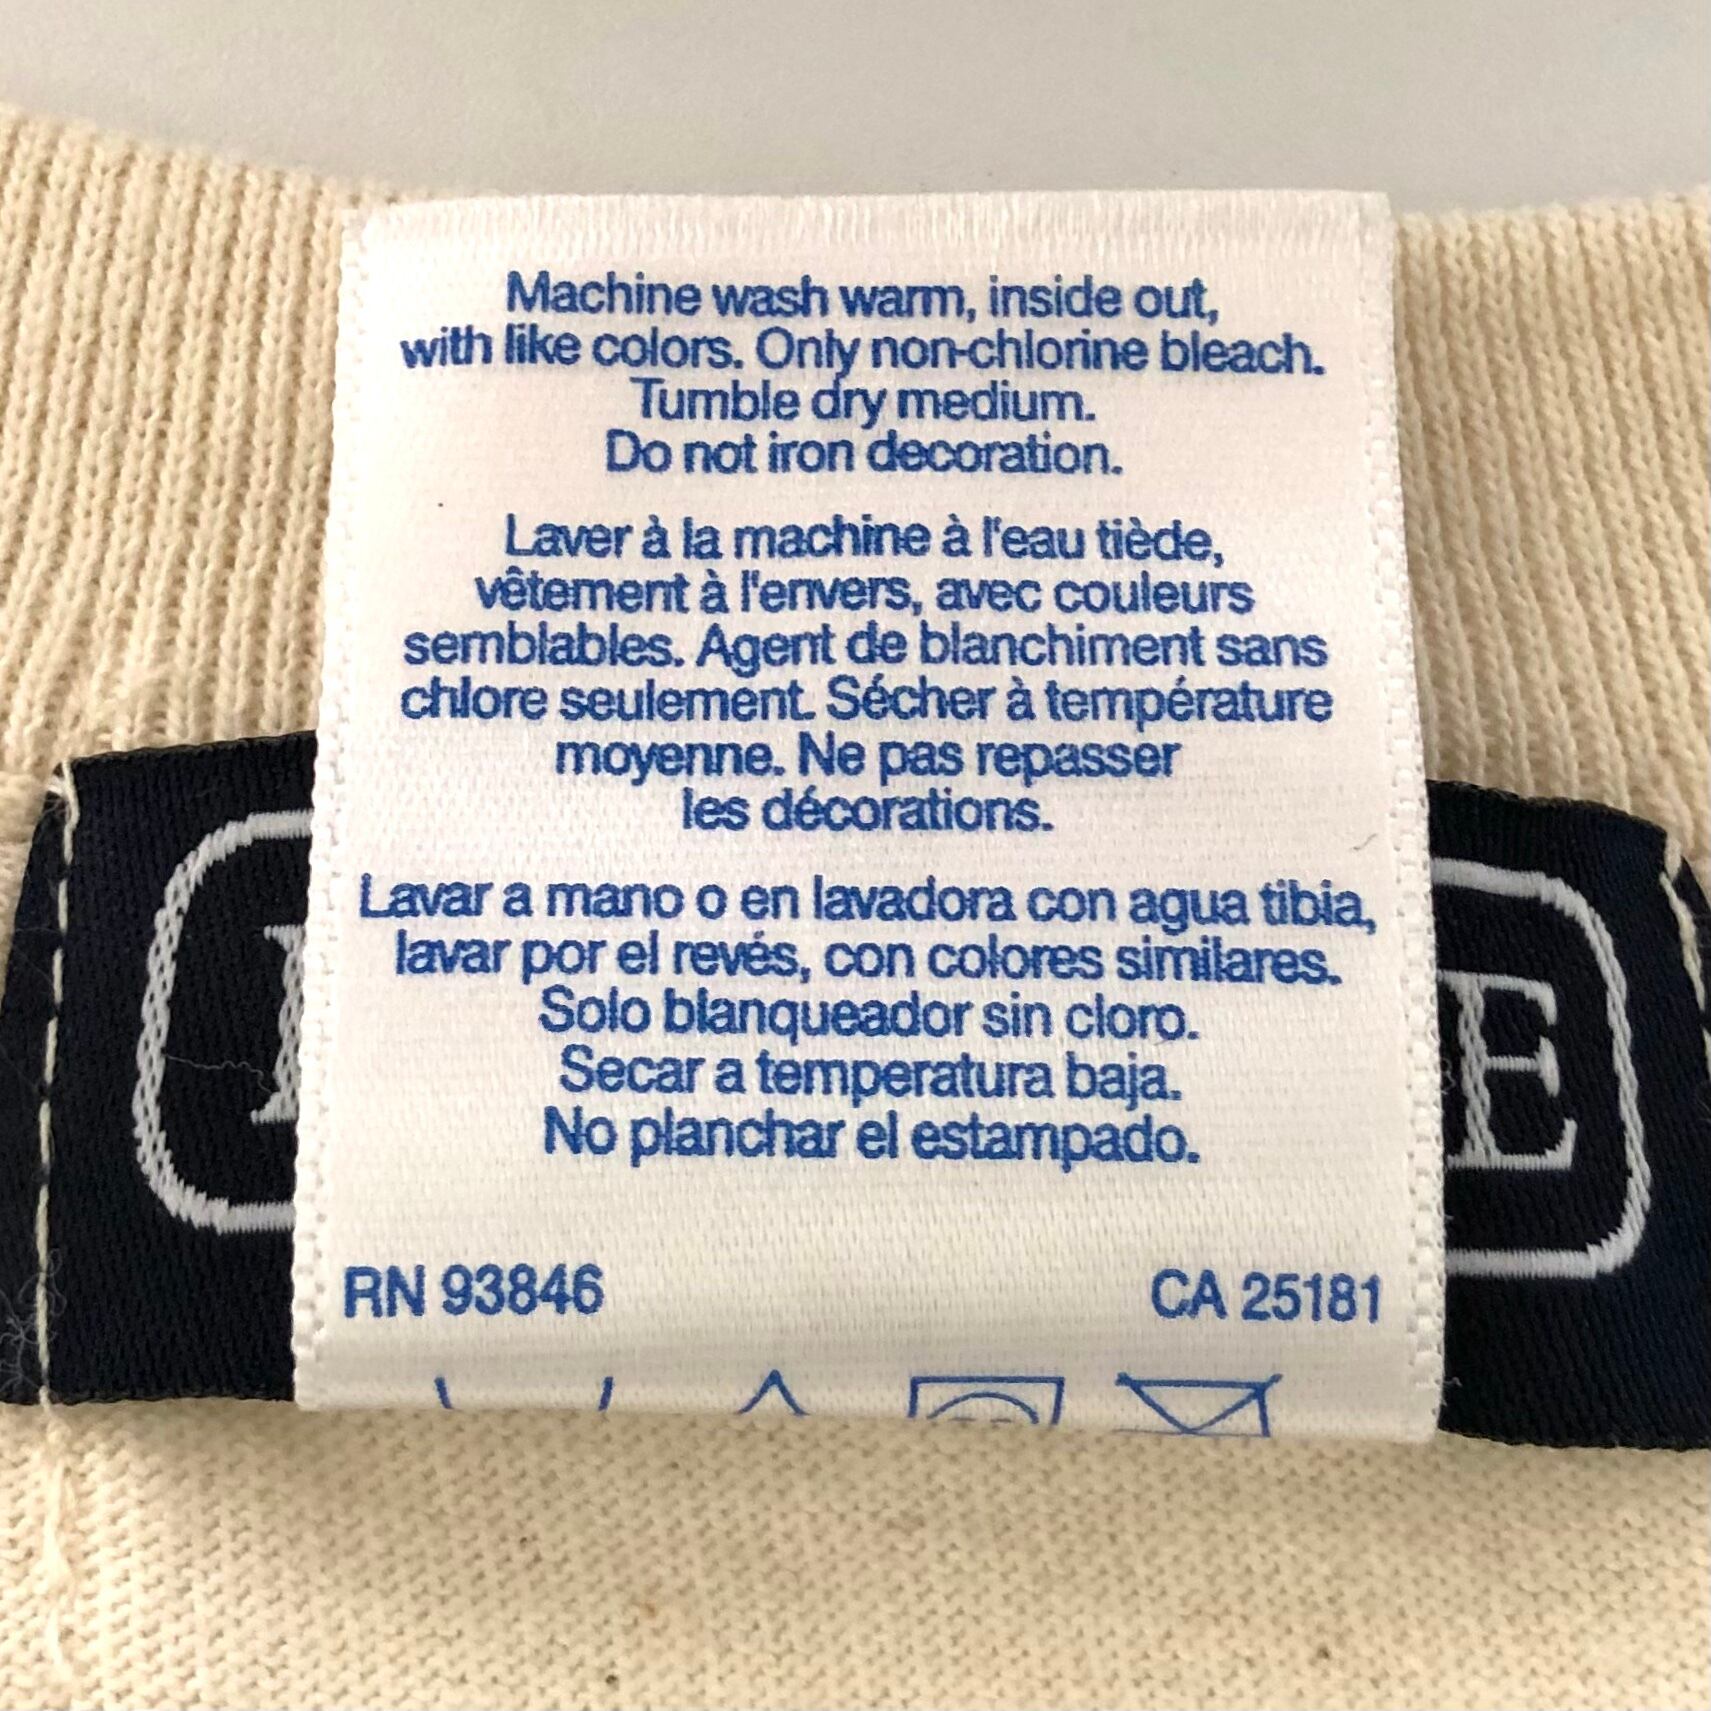 Machine wash warm, inside out,
with like colors. Only non-chlorine bleach.
Tumble dry medium.
Do not iron decoration.
Laver à la machine à l'eau tiède,
vêtement à l'envers, avec couleurs
semblables. Agent de blanchiment sans
chlore seulement. Sécher à température
moyenne. Ne pas repasser
les décorations.
Lavar a mano o en lavadora con agua tibia,
lavar por el revés, con colores similares.
Solo blanqueador sin cloro.
Secar a temperatura baja.
No planchar el estampado.
RN 93846 CA 25181
E